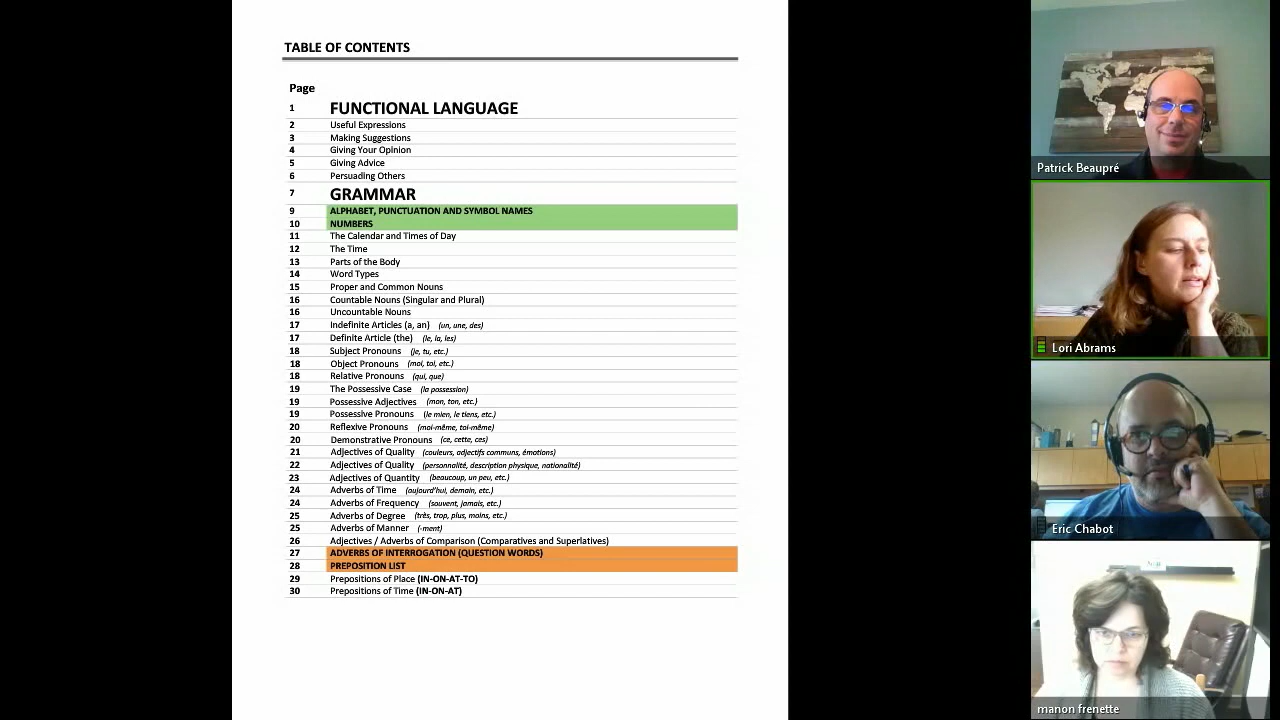 TABLE OF CONTENTS
Page
1 FUNCTIONAL LANGUAGE
2 Useful Expressions
3 Making Suggestions
4 Giving Your Opinion
5 Giving Advice
6 Persuading Others
7 GRAMMAR
9 ALPHABET, PUNCTUATION AND SYMBOL NAMES
10 NUMBERS
11 The Calendar and Times of Day
12 The Time
13 Parts of the Body
14 Word Types
15 Proper and Common Nouns
16 Countable Nouns (Singular and Plural)
16 Uncountable Nouns
17 Indefinite Articles (a, an) (un, une, des)
17 Definite Article (the) (le, la, les)
18 Subject Pronouns (je, tu, etc.)
18 Object Pronouns (moi, toi, etc.)
18 Relative Pronouns (qui, que)
19 The Possessive Case (la possession)
19 Possessive Adjectives (mon, ton, etc.)
19 Possessive Pronouns (le mien, le tiens, etc.)
20 Reflexive Pronouns (moi-même, toi-même)
20 Demonstrative Pronouns (ce, cette, ces)
21 Adjectives of Quality (couleurs, adjectifs communs, émotions)
22 Adjectives of Quality (personnalité, description physique, nationalité)
23 Adjectives of Quantity (beaucoup, un peu, etc.)
24 Adverbs of Time (aujourd'hui, demain, etc.)
24 Adverbs of Frequency (souvent, jamais, etc.)
25 Adverbs of Degree (très, trop, plus, moins, etc.)
25 Adverbs of Manner (-ment)
26 Adjectives / Adverbs of Comparison (Comparatives and Superlatives)
27 ADVERBS OF INTERROGATION (QUESTION WORDS)
28 PREPOSITION LIST
29 Prepositions of Place (IN-ON-AT-TO)
30 Prepositions of Time (IN-ON-AT)
Patrick Beaupré
Lori Abrams
Eric Chabot
manon frenette